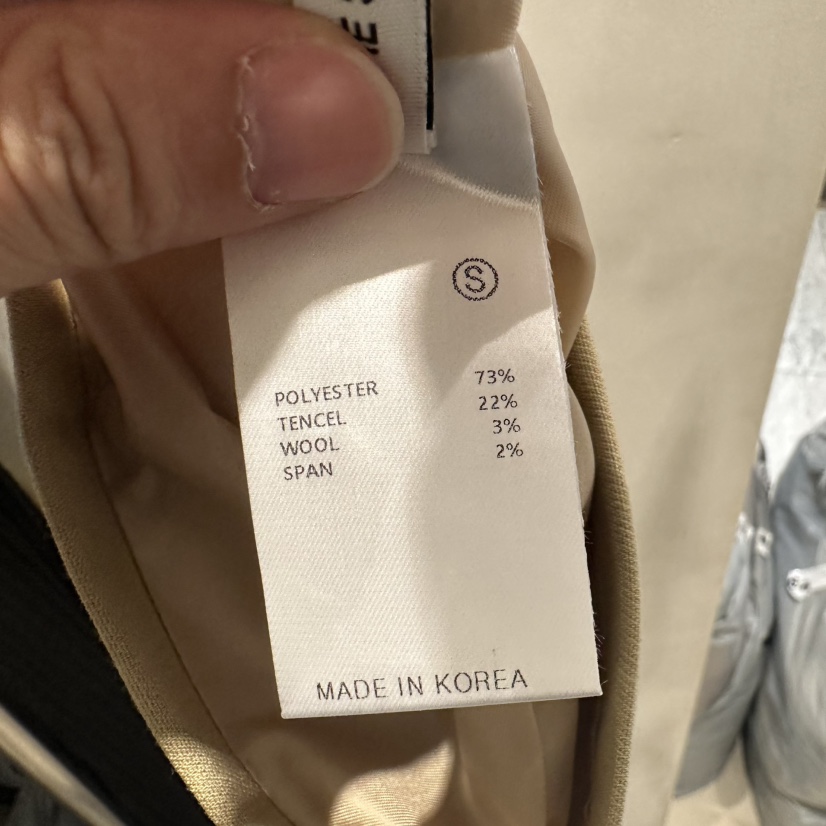 S
POLYESTER 73%
TENCEL 22%
WOOL 3%
SPAN 2%
MADE IN KOREA